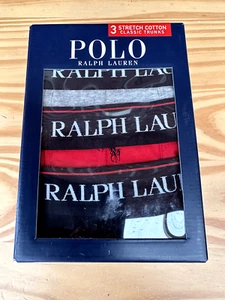 3 STRETCH COTTON
CLASSIC TRUNKS
POLO
RALPH LAUREN
RALPH LAU
RALPH LAU
RALPH LAU